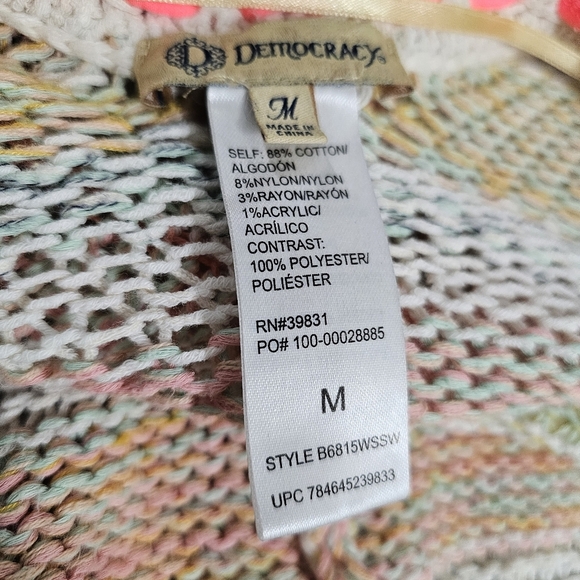 DEMOCRACY
M
MADE IN
CHINA
SELF: 88% COTTON/
ALGODÓN
8%NYLON/NYLON
3%RAYON/RAYÓN
1%ACRYLIC/
ACRÍLICO
CONTRAST:
100% POLYESTER/
POLIÉSTER
RN#39831
PO# 100-00028885
M
STYLE B6815WSSW
UPC 784645239833